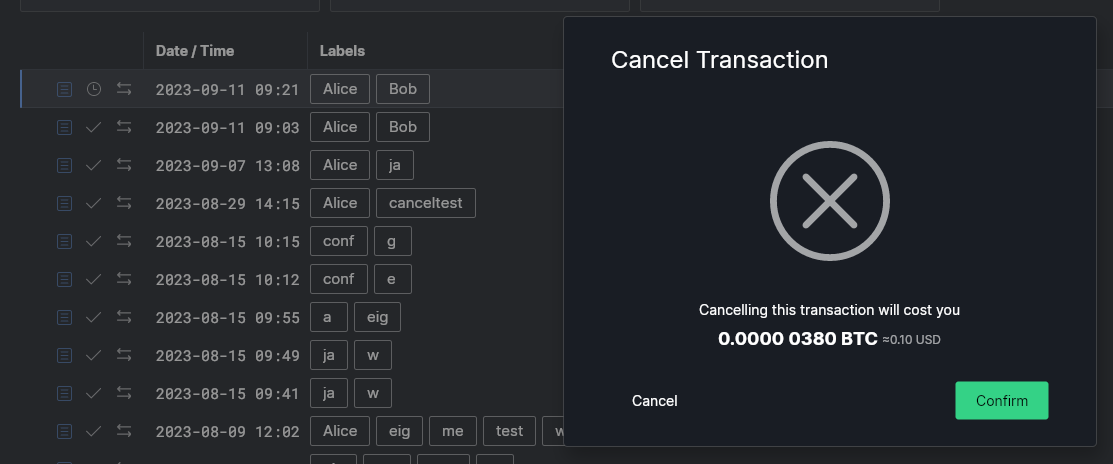 Date / Time Labels
2023-09-11 09:21 Alice Bob
2023-09-11 09:03 Alice Bob
2023-09-07 13:08 Alice ja
2023-08-29 14:15 Alice canceltest
2023-08-15 10:15 conf g
2023-08-15 10:12 conf e
2023-08-15 09:55 a eig
2023-08-15 09:49 ja w
2023-08-15 09:41 ja w
2023-08-09 12:02 Alice eig me test w
Cancel Transaction
Cancelling this transaction will cost you
0.0000 0380 BTC ≈0.10 USD
Cancel Confirm